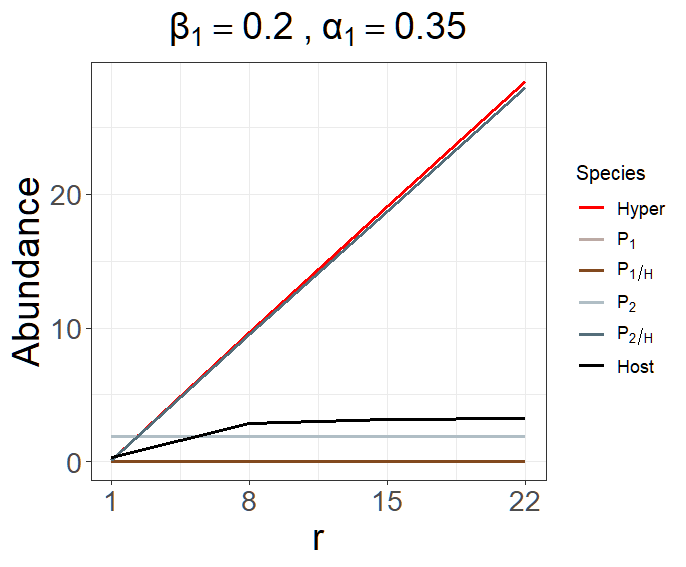 β₁ = 0.2 , α₁ = 0.35
Abundance
20
10
0
1 8 15 22
r
Species
Hyper
P₁
P₁/H
P₂
P₂/H
Host